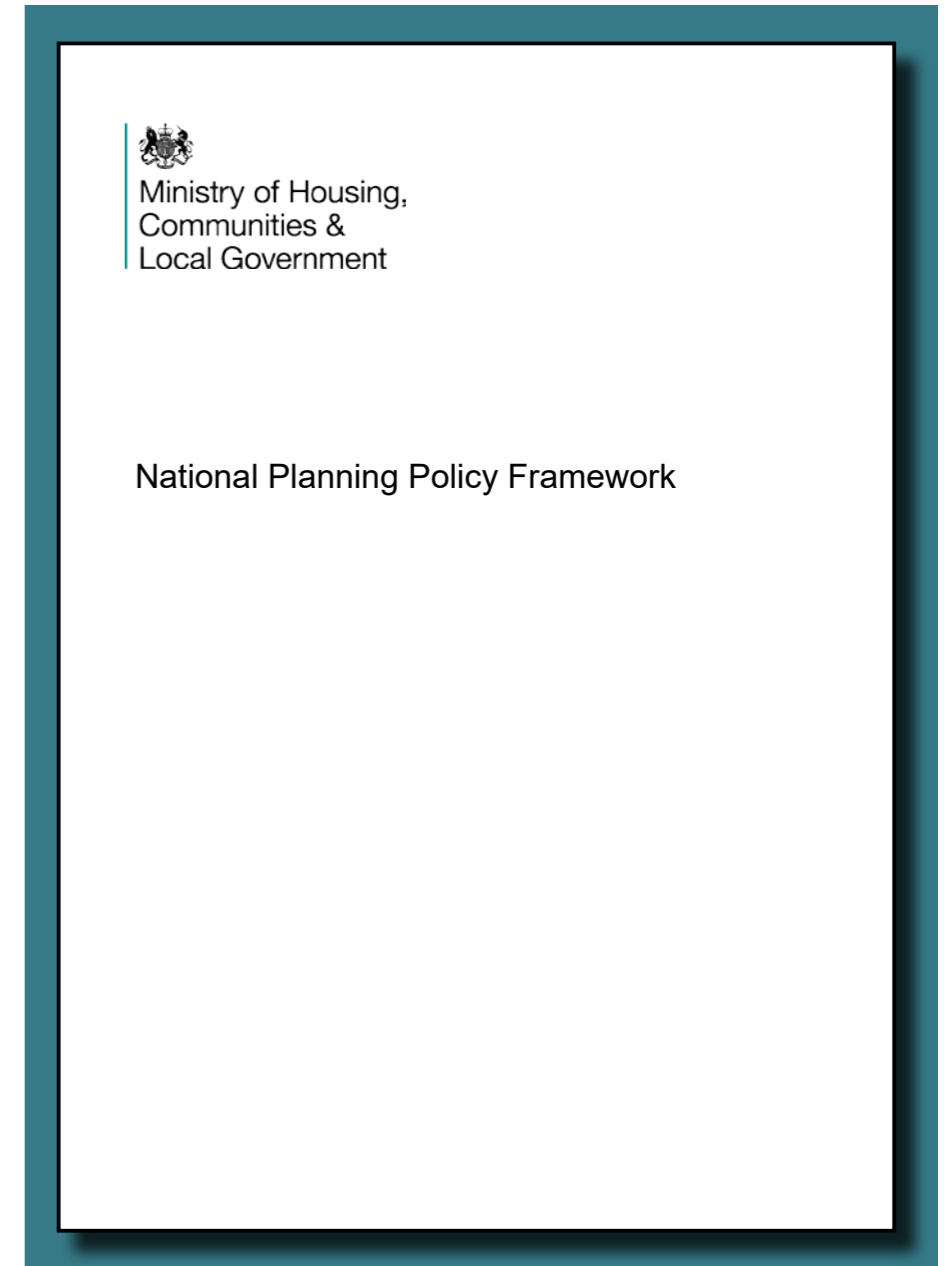 Ministry of Housing,
Communities &
Local Government
National Planning Policy Framework